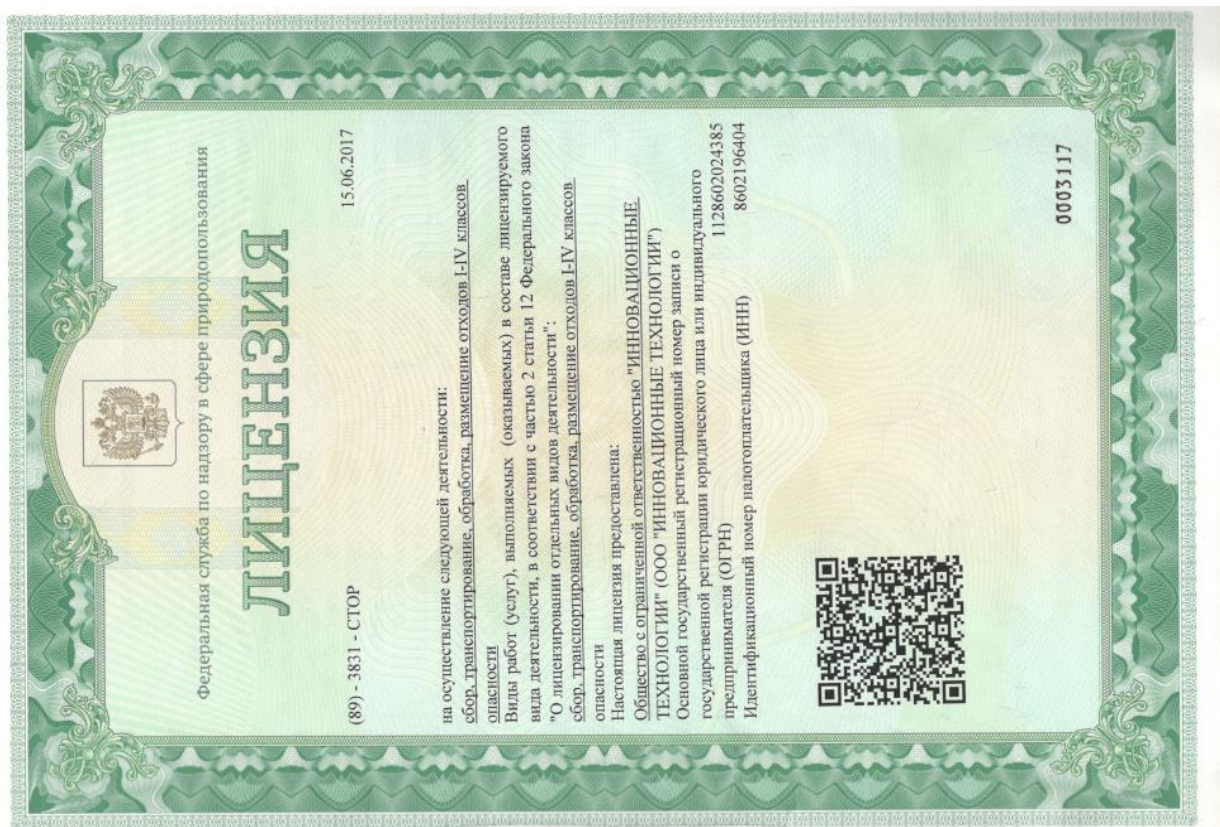 Федеральная служба по надзору в сфере природопользования
ЛИЦЕНЗИЯ
(89) - 3831 - СТОР 15.06.2017
на осуществление следующей деятельности:
сбор, транспортирование, обработка, размещение отходов I-IV классов
опасности
Виды работ (услуг), выполняемых (оказываемых) в составе лицензируемого
вида деятельности, в соответствии с частью 2 статьи 12 Федерального закона
"О лицензировании отдельных видов деятельности":
сбор, транспортирование, обработка, размещение отходов I-IV классов
опасности
Настоящая лицензия предоставлена:
Общество с ограниченной ответственностью "ИННОВАЦИОННЫЕ
ТЕХНОЛОГИИ" (ООО "ИННОВАЦИОННЫЕ ТЕХНОЛОГИИ")
Основной государственный регистрационный номер записи о
государственной регистрации юридического лица или индивидуального
предпринимателя (ОГРН) 1128602024385
Идентификационный номер налогоплательщика (ИНН) 8602196404
0003117